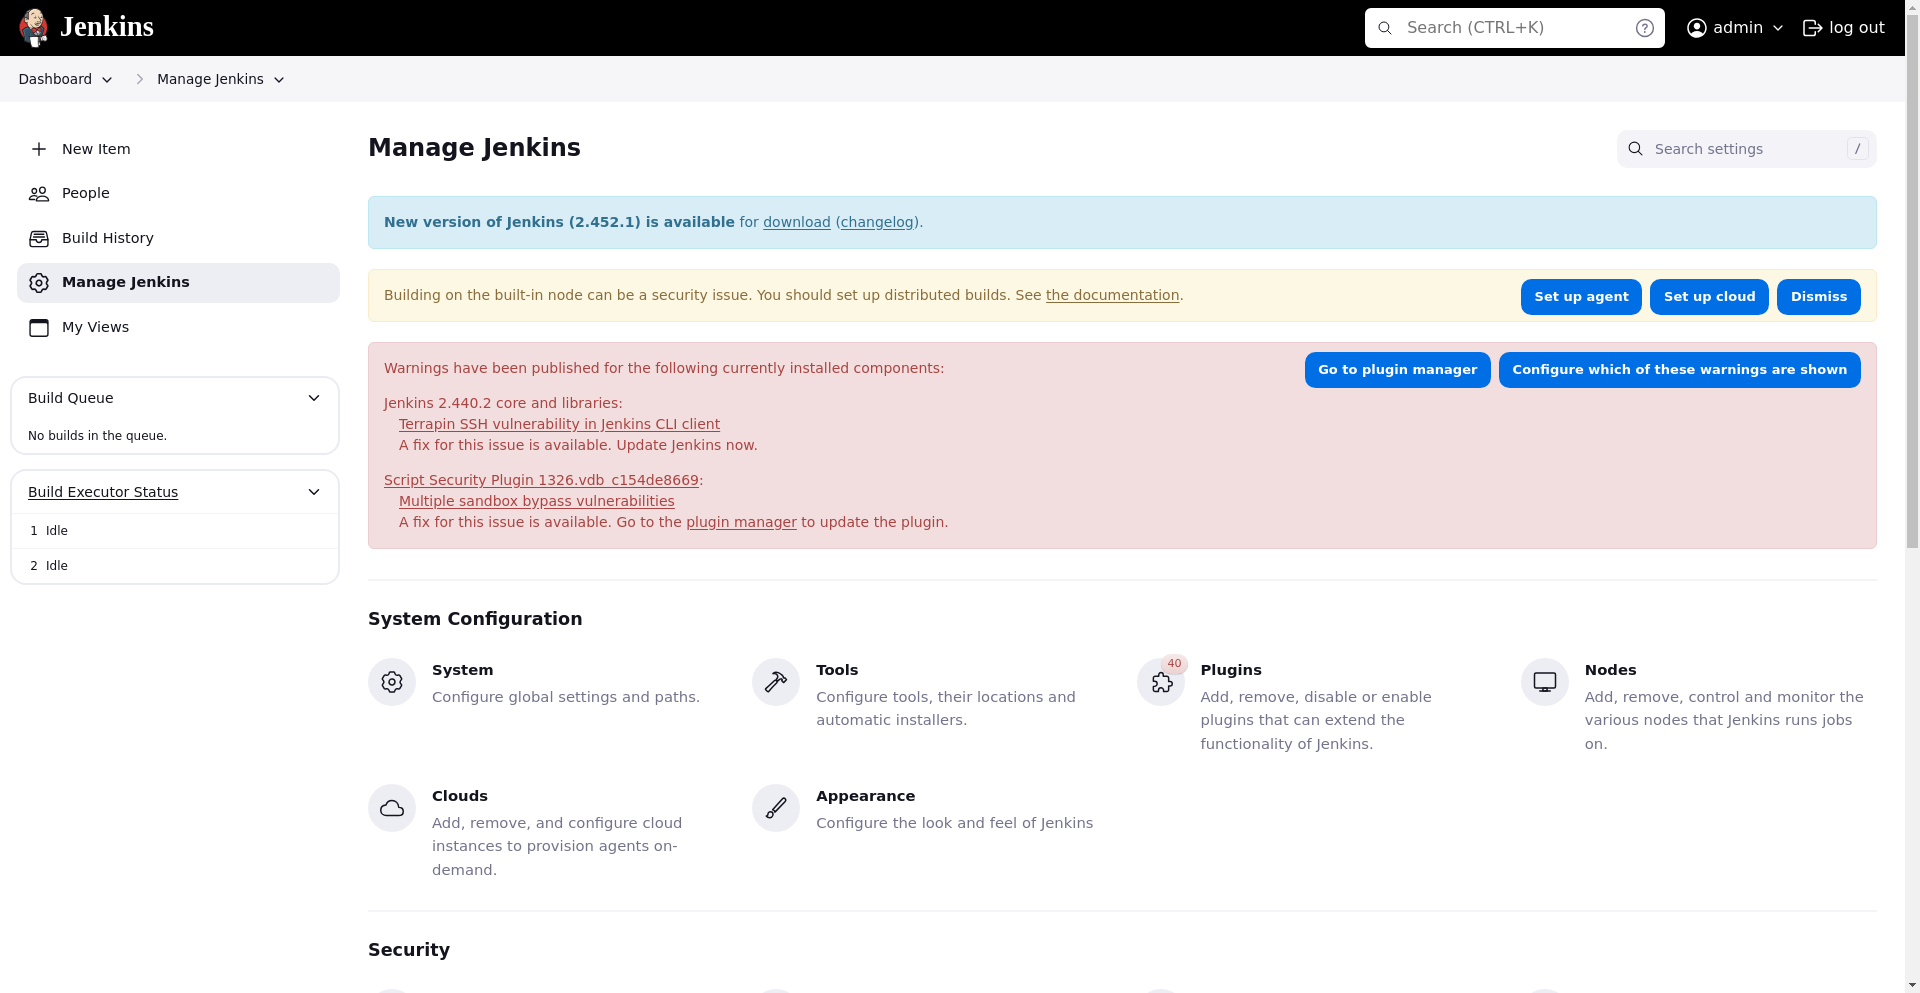 Jenkins
Search (CTRL+K)
admin
log out
Dashboard
Manage Jenkins
New Item
People
Build History
Manage Jenkins
My Views
Build Queue
No builds in the queue.
Build Executor Status
1 Idle
2 Idle
Manage Jenkins
Search settings
/
New version of Jenkins (2.452.1) is available for download (changelog).
Building on the built-in node can be a security issue. You should set up distributed builds. See the documentation.
Set up agent
Set up cloud
Dismiss
Warnings have been published for the following currently installed components:
Go to plugin manager
Configure which of these warnings are shown
Jenkins 2.440.2 core and libraries:
Terrapin SSH vulnerability in Jenkins CLI client
A fix for this issue is available. Update Jenkins now.
Script Security Plugin 1326.vdb_c154de8669:
Multiple sandbox bypass vulnerabilities
A fix for this issue is available. Go to the plugin manager to update the plugin.
System Configuration
System
Configure global settings and paths.
Tools
Configure tools, their locations and
automatic installers.
40
Plugins
Add, remove, disable or enable
plugins that can extend the
functionality of Jenkins.
Nodes
Add, remove, control and monitor the
various nodes that Jenkins runs jobs
on.
Clouds
Add, remove, and configure cloud
instances to provision agents on-
demand.
Appearance
Configure the look and feel of Jenkins
Security